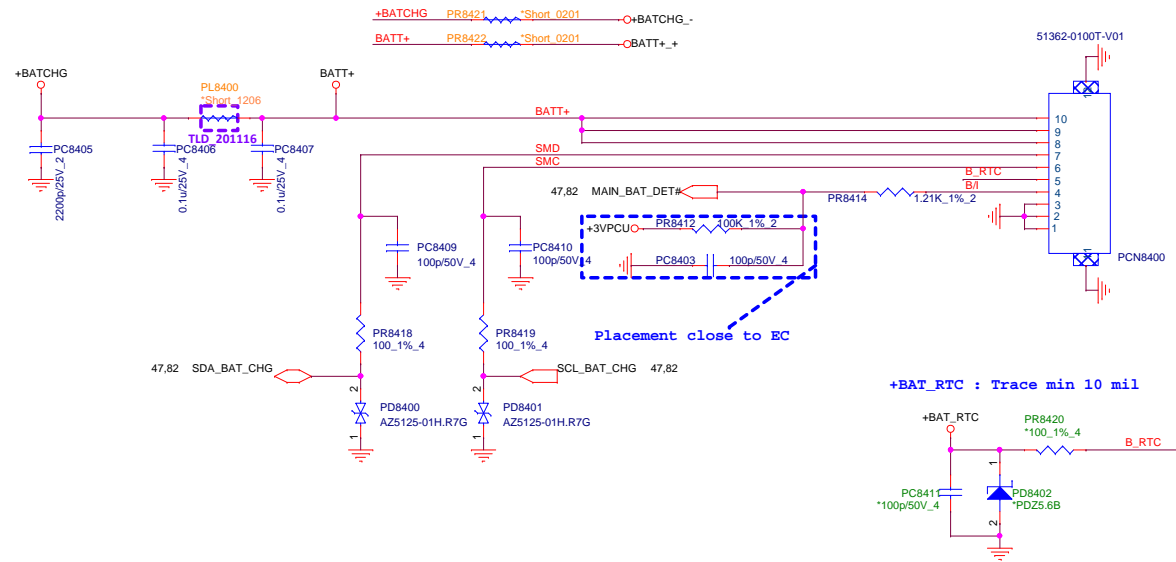 +BATCHG PR8421 *Short_0201 +BATCHG_-
BATT+ PR8422 *Short_0201 BATT+_+
51362-0100T-V01
+BATCHG
BATT+
PL8400
*Short_1206
TLD_201116
BATT+
PC8405
2200p/25V_2
PC8406
0.1u/25V_4
PC8407
0.1u/25V_4
SMD
SMC
B_RTC
B/I
10
9
8
7
6
5
4
3
2
1
47,82 MAIN_BAT_DET#
PR8414 1.21K_1%_2
+3VPCU PR8412 100K_1%_2
PC8403 100p/50V_4
PC8409
100p/50V_4
PC8410
100p/50V_4
PCN8400
Placement close to EC
PR8418
100_1%_4
PR8419
100_1%_4
47,82 SDA_BAT_CHG
SCL_BAT_CHG 47,82
2
PD8400
AZ5125-01H.R7G
1
2
PD8401
AZ5125-01H.R7G
1
+BAT_RTC : Trace min 10 mil
+BAT_RTC
PR8420
*100_1%_4
B_RTC
PC8411
*100p/50V_4
1
PD8402
*PDZ5.6B
2